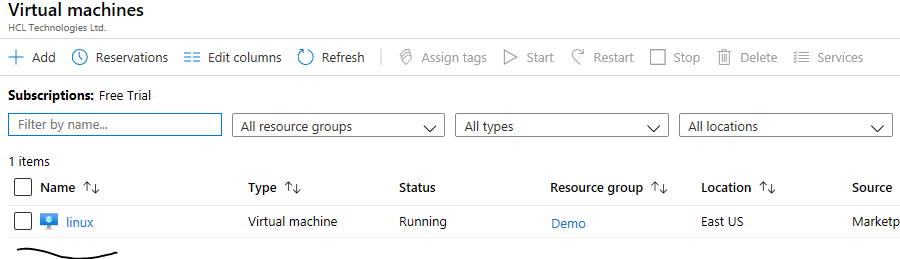 Virtual machines
HCL Technologies Ltd.
Add Reservations Edit columns Refresh Assign tags Start Restart Stop Delete Services
Subscriptions: Free Trial
Filter by name... All resource groups All types All locations
1 items
Name Type Status Resource group Location Source
linux Virtual machine Running Demo East US Marketp